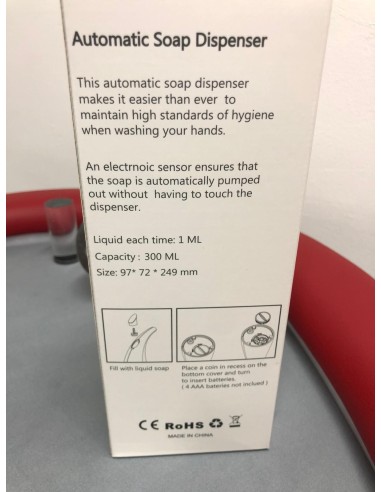 Automatic Soap Dispenser
This automatic soap dispenser
makes it easier than ever to
maintain high standards of hygiene
when washing your hands.
An electrnoic sensor ensures that
the soap is automatically pumped
out without having to touch the
dispenser.
Liquid each time: 1 ML
Capacity : 300 ML
Size: 97* 72 * 249 mm
Fill with liquid soap
Place a coin in recess on the
bottom cover and turn
to insert batteries.
( 4 AAA bateries not inclued )
CE RoHS
MADE IN CHINA